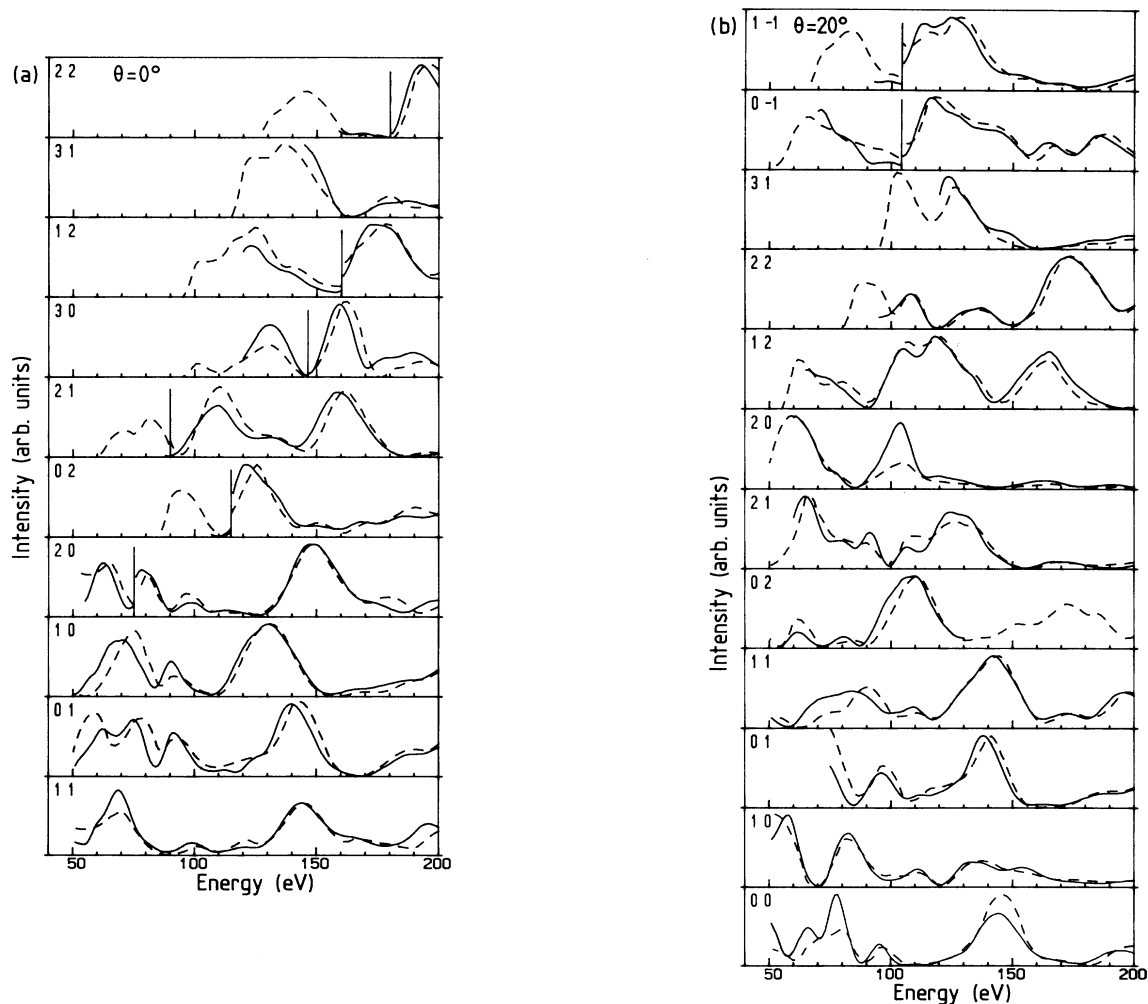 (a)
2 2
θ=0°
3 1
1 2
3 0
2 1
0 2
2 0
1 0
0 1
1 1
Intensity (arb. units)
50 100 150 200
Energy (eV)
(b)
1 -1
θ=20°
0 -1
3 1
2 2
1 2
2 0
2 1
0 2
1 1
0 1
1 0
0 0
Intensity (arb. units)
50 100 150 200
Energy (eV)